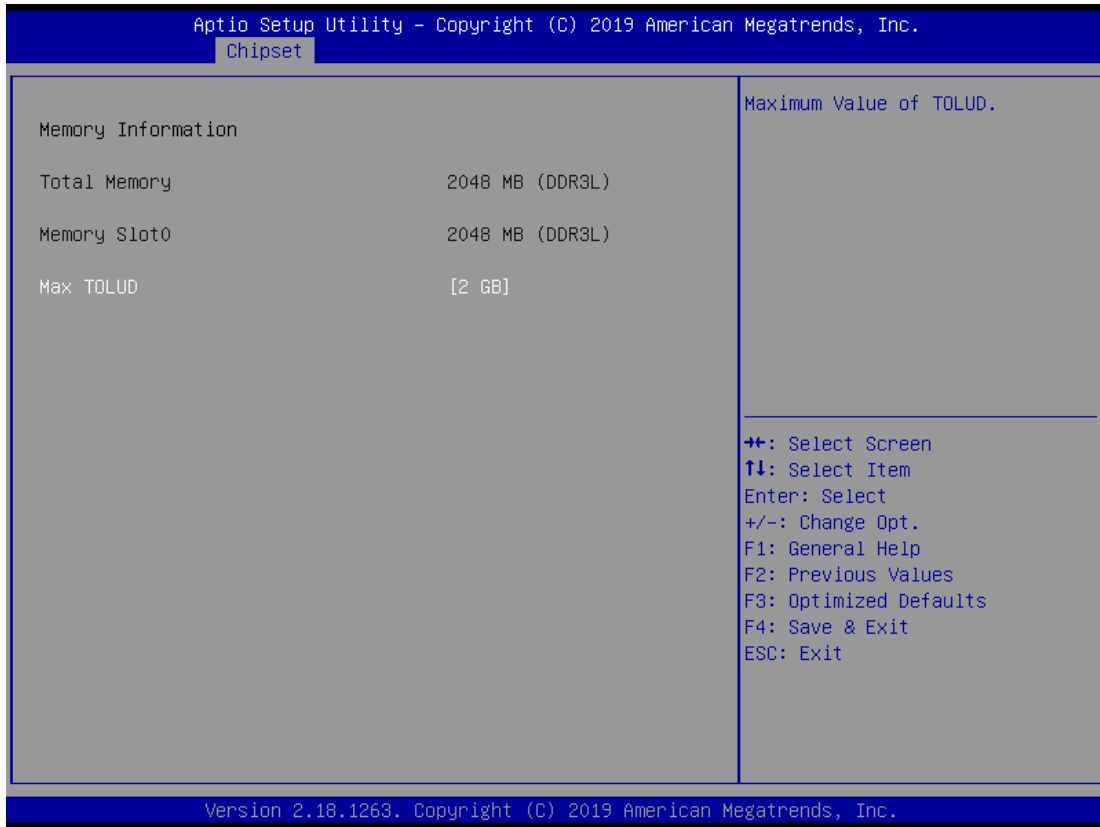 Aptio Setup Utility – Copyright (C) 2019 American Megatrends, Inc.
Chipset
Memory Information
Total Memory 2048 MB (DDR3L)
Memory Slot0 2048 MB (DDR3L)
Max TOLUD [2 GB]
Maximum Value of TOLUD.
→←: Select Screen
↑↓: Select Item
Enter: Select
+/-: Change Opt.
F1: General Help
F2: Previous Values
F3: Optimized Defaults
F4: Save & Exit
ESC: Exit
Version 2.18.1263. Copyright (C) 2019 American Megatrends, Inc.